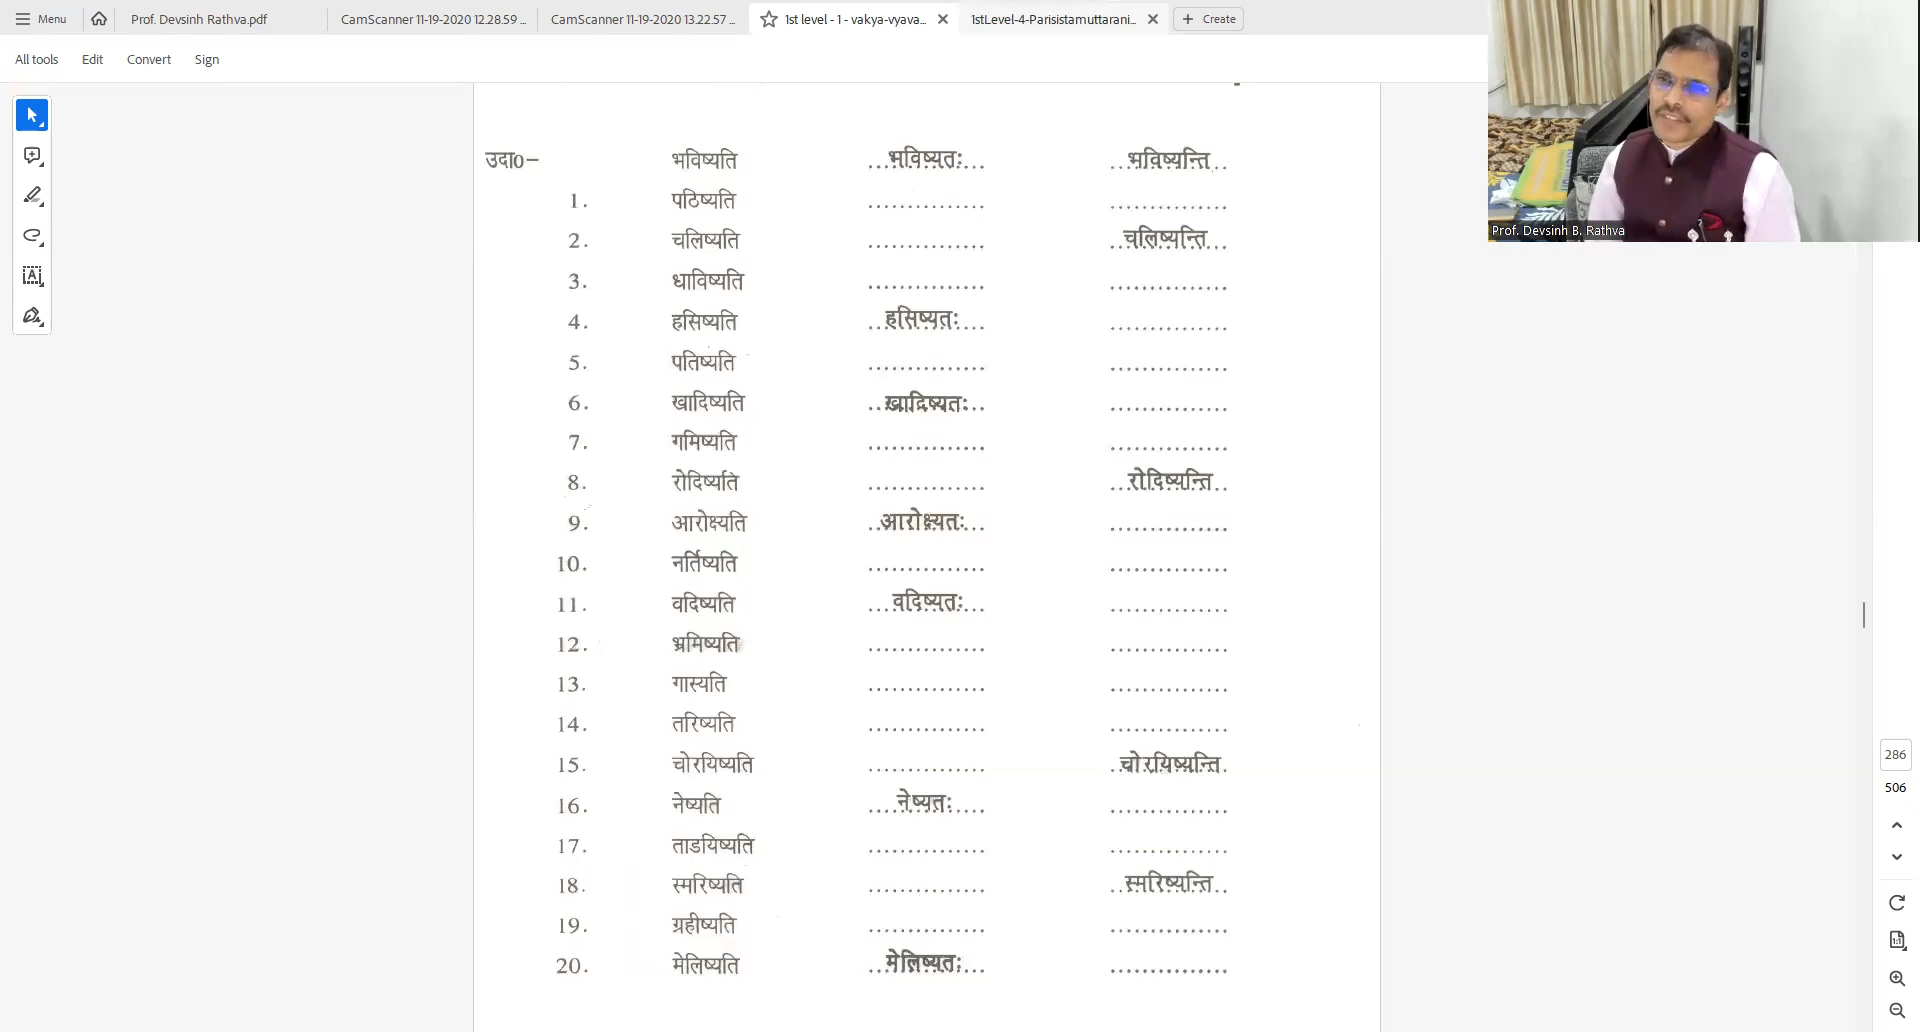 Menu Prof. Devsinh Rathva.pdf CamScanner 11-19-2020 12.28.59 ... CamScanner 11-19-2020 13.22.57 ... 1st level - 1 - vakya-vyava... 1stLevel-4-Parisistamuttarani... Create
All tools Edit Convert Sign
Prof. Devsinh B. Rathva
उदा०– भविष्यति ...भविष्यतः... ...भविष्यन्ति...
1. पठिष्यति ............... ...............
2. चलिष्यति ............... ...चलिष्यन्ति...
3. धाविष्यति ............... ...............
4. हसिष्यति ...हसिष्यतः... ...............
5. पतिष्यति ............... ...............
6. खादिष्यति ...खादिष्यतः... ...............
7. गमिष्यति ............... ...............
8. रोदिष्यति ............... ...रोदिष्यन्ति...
9. आरोक्ष्यति ...आरोक्ष्यतः... ...............
10. नर्तिष्यति ............... ...............
11. वदिष्यति ...वदिष्यतः... ...............
12. भ्रमिष्यति ............... ...............
13. गास्यति ............... ...............
14. तरिष्यति ............... ...............
15. चोरयिष्यति ............... ...चोरयिष्यन्ति...
16. नेष्यति ...नेष्यतः... ...............
17. ताडयिष्यति ............... ...............
18. स्मरिष्यति ............... ...स्मरिष्यन्ति...
19. ग्रहीष्यति ............... ...............
20. मेलिष्यति ...मेलिष्यतः... ...............
286
506